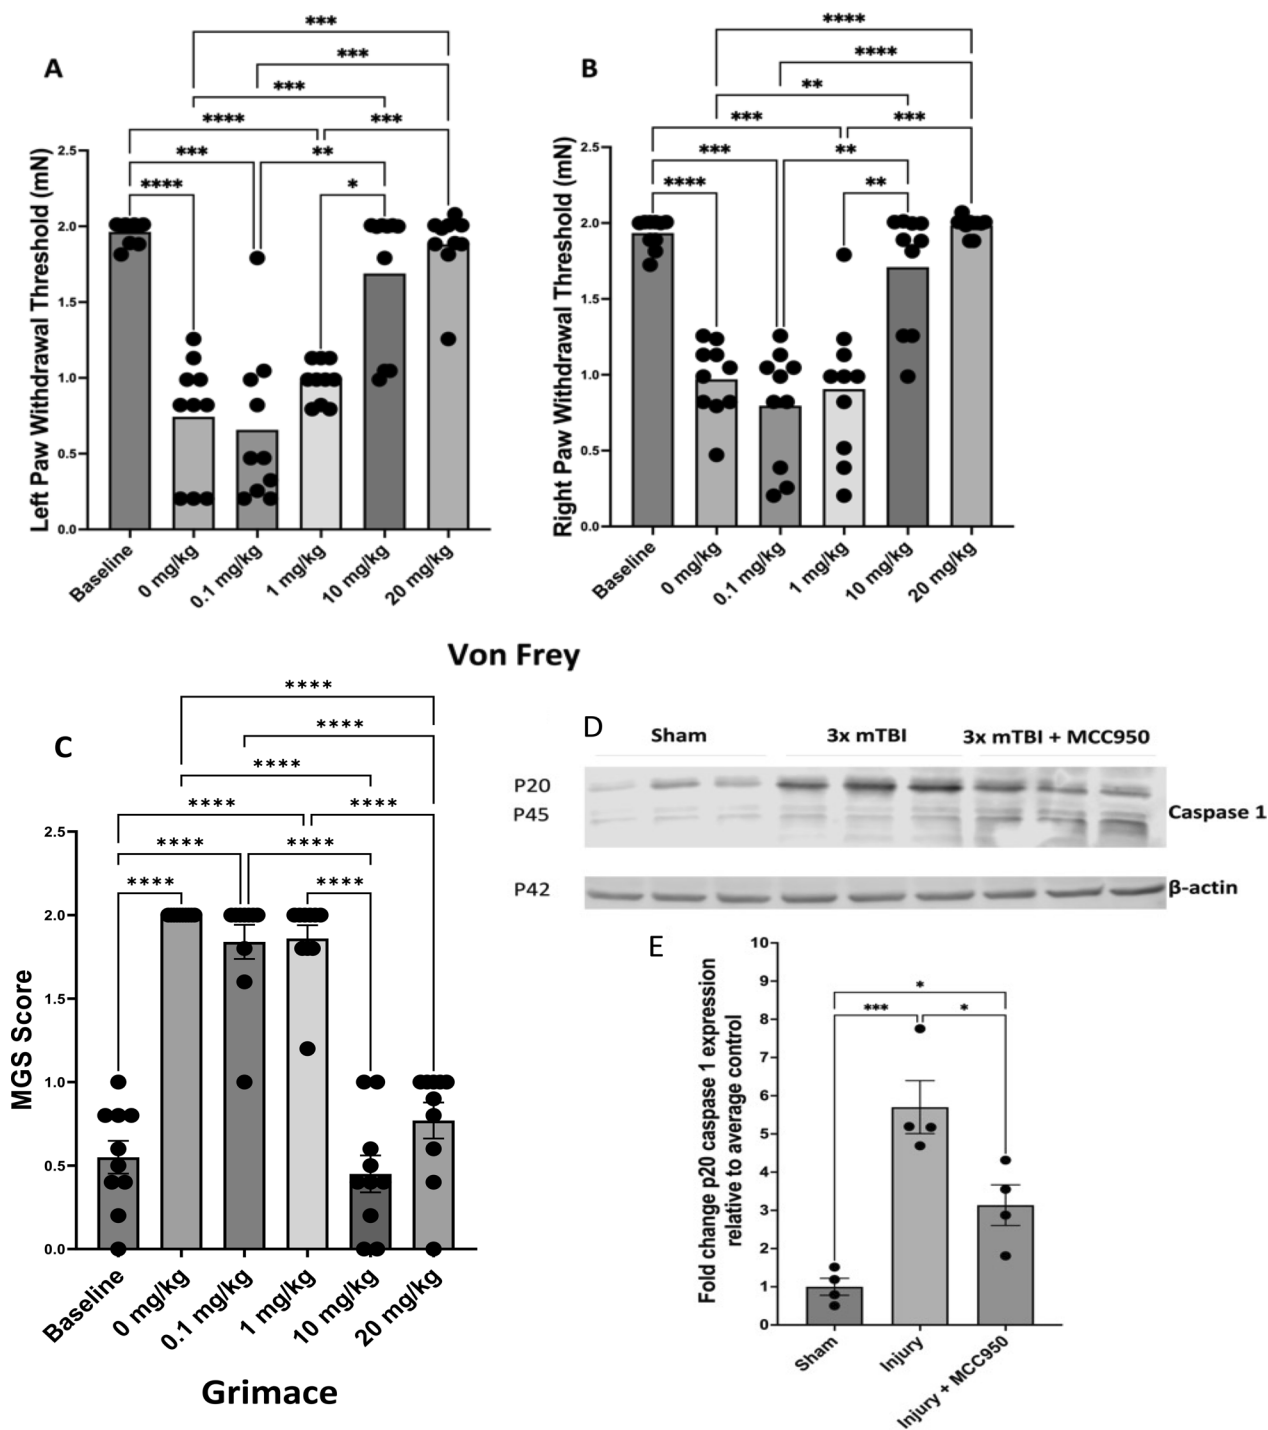 A
***
***
***
****
***
***
**
****
*
Left Paw Withdrawal Threshold (mN)
2.5
2.0
1.5
1.0
0.5
0.0
Baseline
0 mg/kg
0.1 mg/kg
1 mg/kg
10 mg/kg
20 mg/kg
B
****
****
**
***
***
***
**
****
**
Right Paw Withdrawal Threshold (mN)
2.5
2.0
1.5
1.0
0.5
0.0
Baseline
0 mg/kg
0.1 mg/kg
1 mg/kg
10 mg/kg
20 mg/kg
Von Frey
C
****
****
****
****
****
****
****
****
****
MGS Score
2.5
2.0
1.5
1.0
0.5
0.0
Baseline
0 mg/kg
0.1 mg/kg
1 mg/kg
10 mg/kg
20 mg/kg
Grimace
D
Sham
3x mTBI
3x mTBI + MCC950
P20
P45
Caspase 1
P42
β-actin
E
*
***
*
Fold change p20 caspase 1 expression
relative to average control
10
9
8
7
6
5
4
3
2
1
0
Sham
Injury
Injury + MCC950